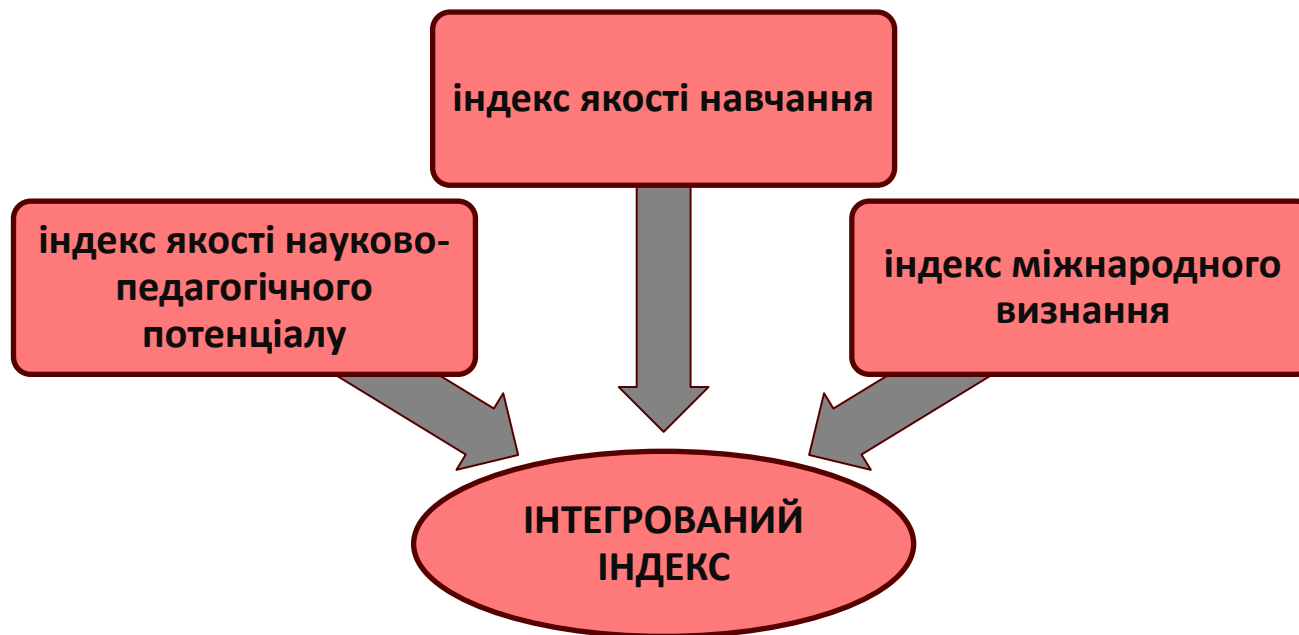 індекс якості навчання
індекс якості науково-
педагогічного
потенціалу
індекс міжнародного
визнання
ІНТЕГРОВАНИЙ
ІНДЕКС